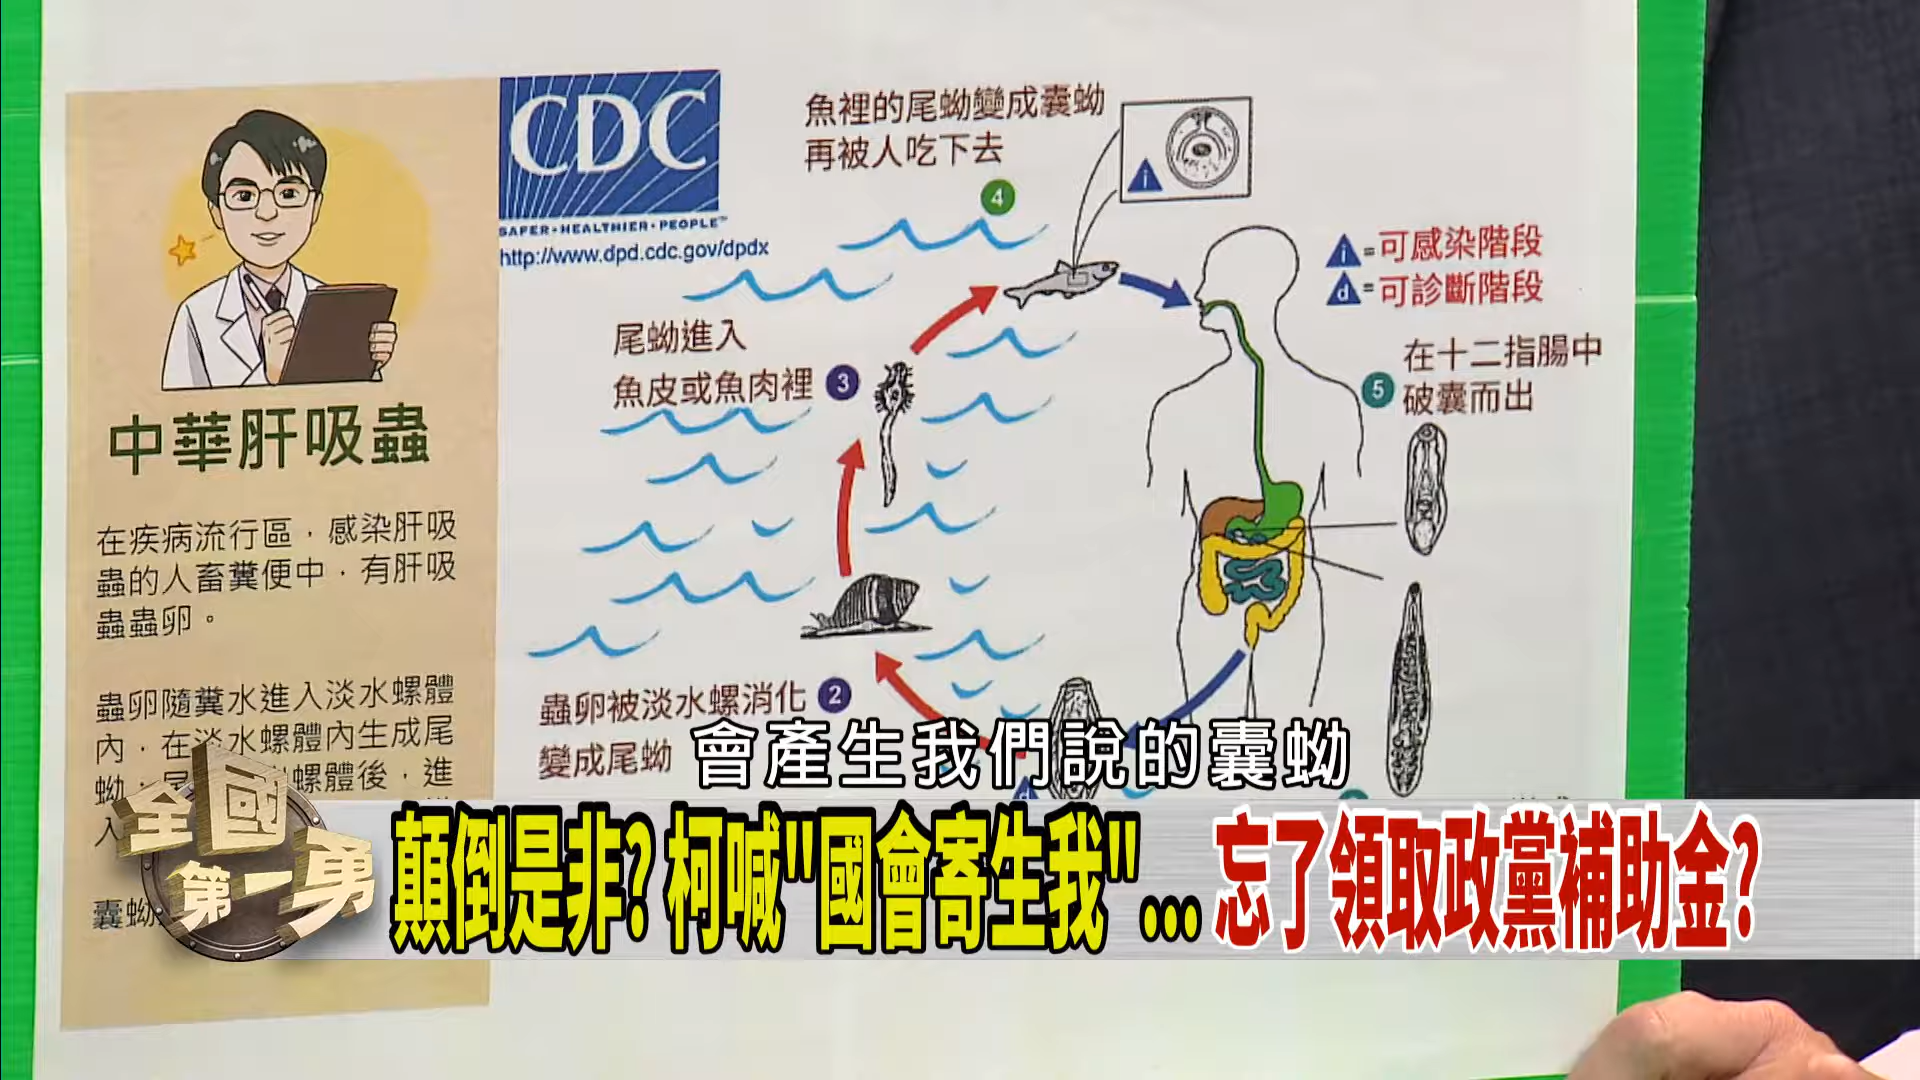 CDC
SAFER·HEALTHIER·PEOPLE™
http://www.dpd.cdc.gov/dpdx
魚裡的尾蚴變成囊蚴
再被人吃下去
4
i
i=可感染階段
d=可診斷階段
尾蚴進入
魚皮或魚肉裡 3
5 在十二指腸中
破囊而出
中華肝吸蟲
在疾病流行區，感染肝吸
蟲的人畜糞便中，有肝吸
蟲蟲卵。
蟲卵隨糞水進入淡水螺體
內，在淡水螺體內生成尾
蚴，
螺體後，進
入
囊蚴
蟲卵被淡水螺消化 2
變成尾蚴
d
會產生我們說的囊蚴
全國第一勇
顛倒是非?柯喊"國會寄生我"...忘了領取政黨補助金?